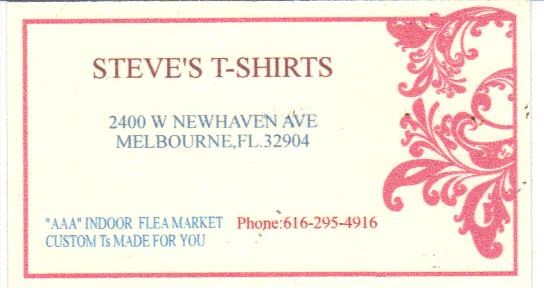 STEVE'S T-SHIRTS
2400 W NEWHAVEN AVE
MELBOURNE,FL.32904
"AAA" INDOOR FLEA MARKET Phone:616-295-4916
CUSTOM Ts MADE FOR YOU